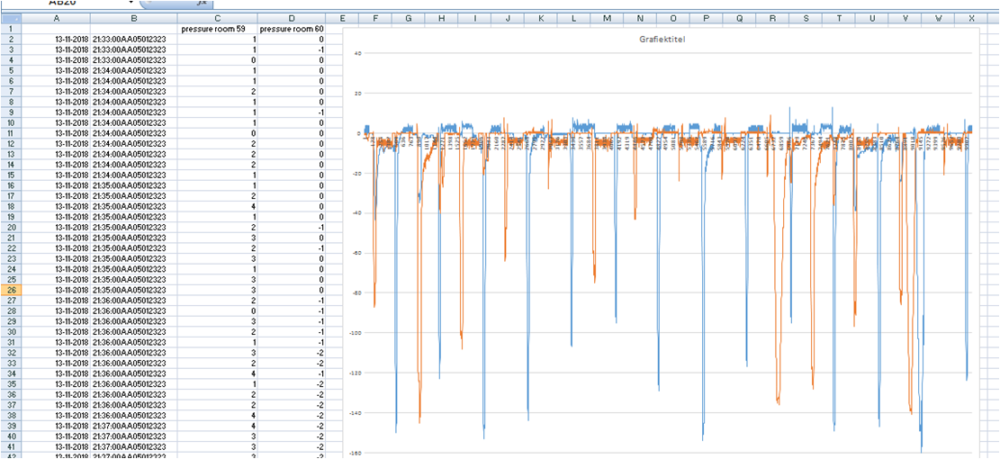 AB20 fx
A B C D E F G H I J K L M N O P Q R S T U V W X
1 pressure room 59 pressure room 60
2 13-11-2018 21:33:00AA05012323 1 0
3 13-11-2018 21:33:00AA05012323 1 -1
4 13-11-2018 21:33:00AA05012323 0 0
5 13-11-2018 21:34:00AA05012323 1 0
6 13-11-2018 21:34:00AA05012323 1 0
7 13-11-2018 21:34:00AA05012323 2 0
8 13-11-2018 21:34:00AA05012323 1 0
9 13-11-2018 21:34:00AA05012323 1 -1
10 13-11-2018 21:34:00AA05012323 1 0
11 13-11-2018 21:34:00AA05012323 0 0
12 13-11-2018 21:34:00AA05012323 2 0
13 13-11-2018 21:34:00AA05012323 2 0
14 13-11-2018 21:34:00AA05012323 2 0
15 13-11-2018 21:34:00AA05012323 1 0
16 13-11-2018 21:35:00AA05012323 1 0
17 13-11-2018 21:35:00AA05012323 2 0
18 13-11-2018 21:35:00AA05012323 4 0
19 13-11-2018 21:35:00AA05012323 1 0
20 13-11-2018 21:35:00AA05012323 2 -1
21 13-11-2018 21:35:00AA05012323 3 0
22 13-11-2018 21:35:00AA05012323 2 -1
23 13-11-2018 21:35:00AA05012323 3 0
24 13-11-2018 21:35:00AA05012323 1 0
25 13-11-2018 21:35:00AA05012323 3 0
26 13-11-2018 21:35:00AA05012323 3 0
27 13-11-2018 21:36:00AA05012323 2 -1
28 13-11-2018 21:36:00AA05012323 0 -1
29 13-11-2018 21:36:00AA05012323 3 -1
30 13-11-2018 21:36:00AA05012323 2 -1
31 13-11-2018 21:36:00AA05012323 1 -1
32 13-11-2018 21:36:00AA05012323 3 -2
33 13-11-2018 21:36:00AA05012323 2 -2
34 13-11-2018 21:36:00AA05012323 4 -1
35 13-11-2018 21:36:00AA05012323 1 -2
36 13-11-2018 21:36:00AA05012323 2 -2
37 13-11-2018 21:36:00AA05012323 2 -2
38 13-11-2018 21:36:00AA05012323 4 -2
39 13-11-2018 21:37:00AA05012323 4 -2
40 13-11-2018 21:37:00AA05012323 3 -2
41 13-11-2018 21:37:00AA05012323 3 -2
42 13-11-2018 21:37:00AA05012323 3 -2
Grafiektitel
40
20
0
-20
-40
-60
-80
-100
-120
-140
-160